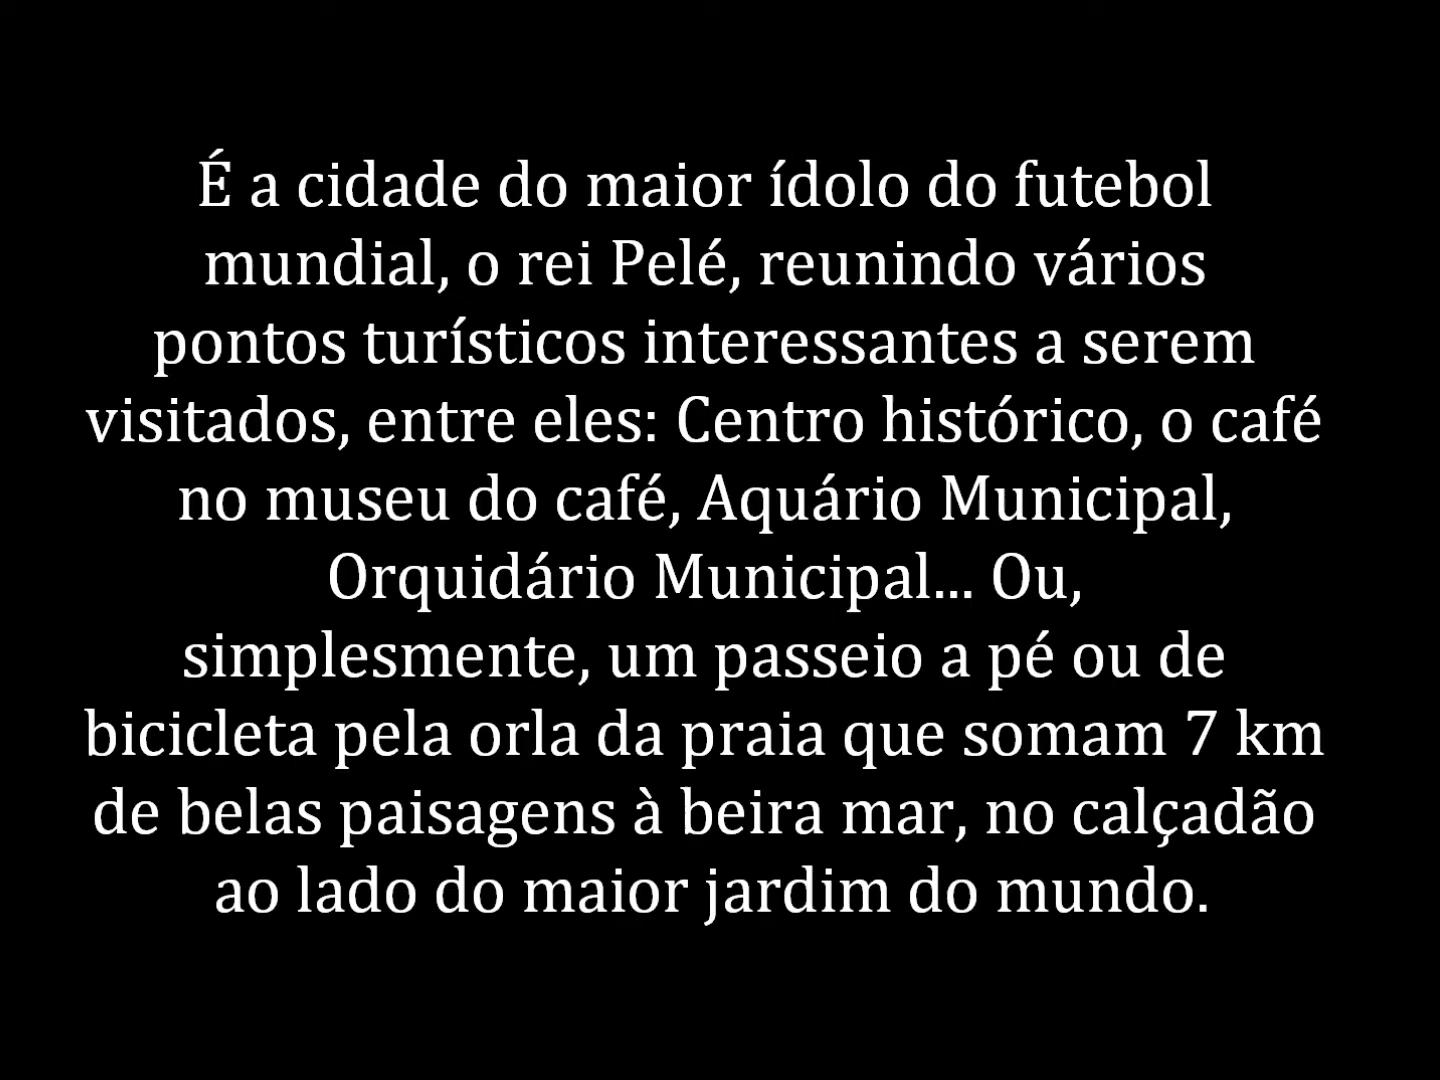 É a cidade do maior ídolo do futebol
mundial, o rei Pelé, reunindo vários
pontos turísticos interessantes a serem
visitados, entre eles: Centro histórico, o café
no museu do café, Aquário Municipal,
Orquidário Municipal... Ou,
simplesmente, um passeio a pé ou de
bicicleta pela orla da praia que somam 7 km
de belas paisagens à beira mar, no calçadão
ao lado do maior jardim do mundo.